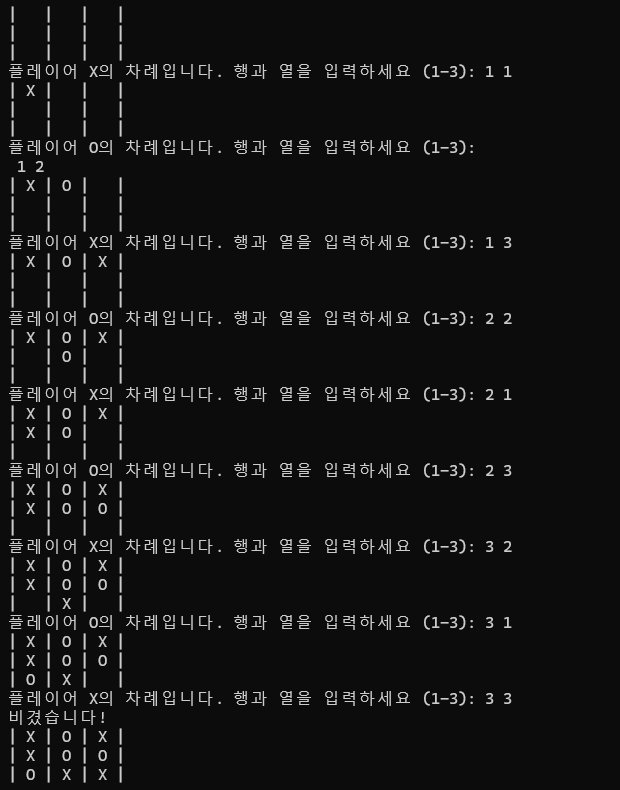 |   |   |   |
|   |   |   |
|   |   |   |
플레이어 X의 차례입니다. 행과 열을 입력하세요 (1-3): 1 1
| X |   |   |
|   |   |   |
|   |   |   |
플레이어 O의 차례입니다. 행과 열을 입력하세요 (1-3):
 1 2
| X | O |   |
|   |   |   |
|   |   |   |
플레이어 X의 차례입니다. 행과 열을 입력하세요 (1-3): 1 3
| X | O | X |
|   |   |   |
|   |   |   |
플레이어 O의 차례입니다. 행과 열을 입력하세요 (1-3): 2 2
| X | O | X |
|   | O |   |
|   |   |   |
플레이어 X의 차례입니다. 행과 열을 입력하세요 (1-3): 2 1
| X | O | X |
| X | O |   |
|   |   |   |
플레이어 O의 차례입니다. 행과 열을 입력하세요 (1-3): 2 3
| X | O | X |
| X | O | O |
|   |   |   |
플레이어 X의 차례입니다. 행과 열을 입력하세요 (1-3): 3 2
| X | O | X |
| X | O | O |
|   | X |   |
플레이어 O의 차례입니다. 행과 열을 입력하세요 (1-3): 3 1
| X | O | X |
| X | O | O |
| O | X |   |
플레이어 X의 차례입니다. 행과 열을 입력하세요 (1-3): 3 3
비겼습니다!
| X | O | X |
| X | O | O |
| O | X | X |